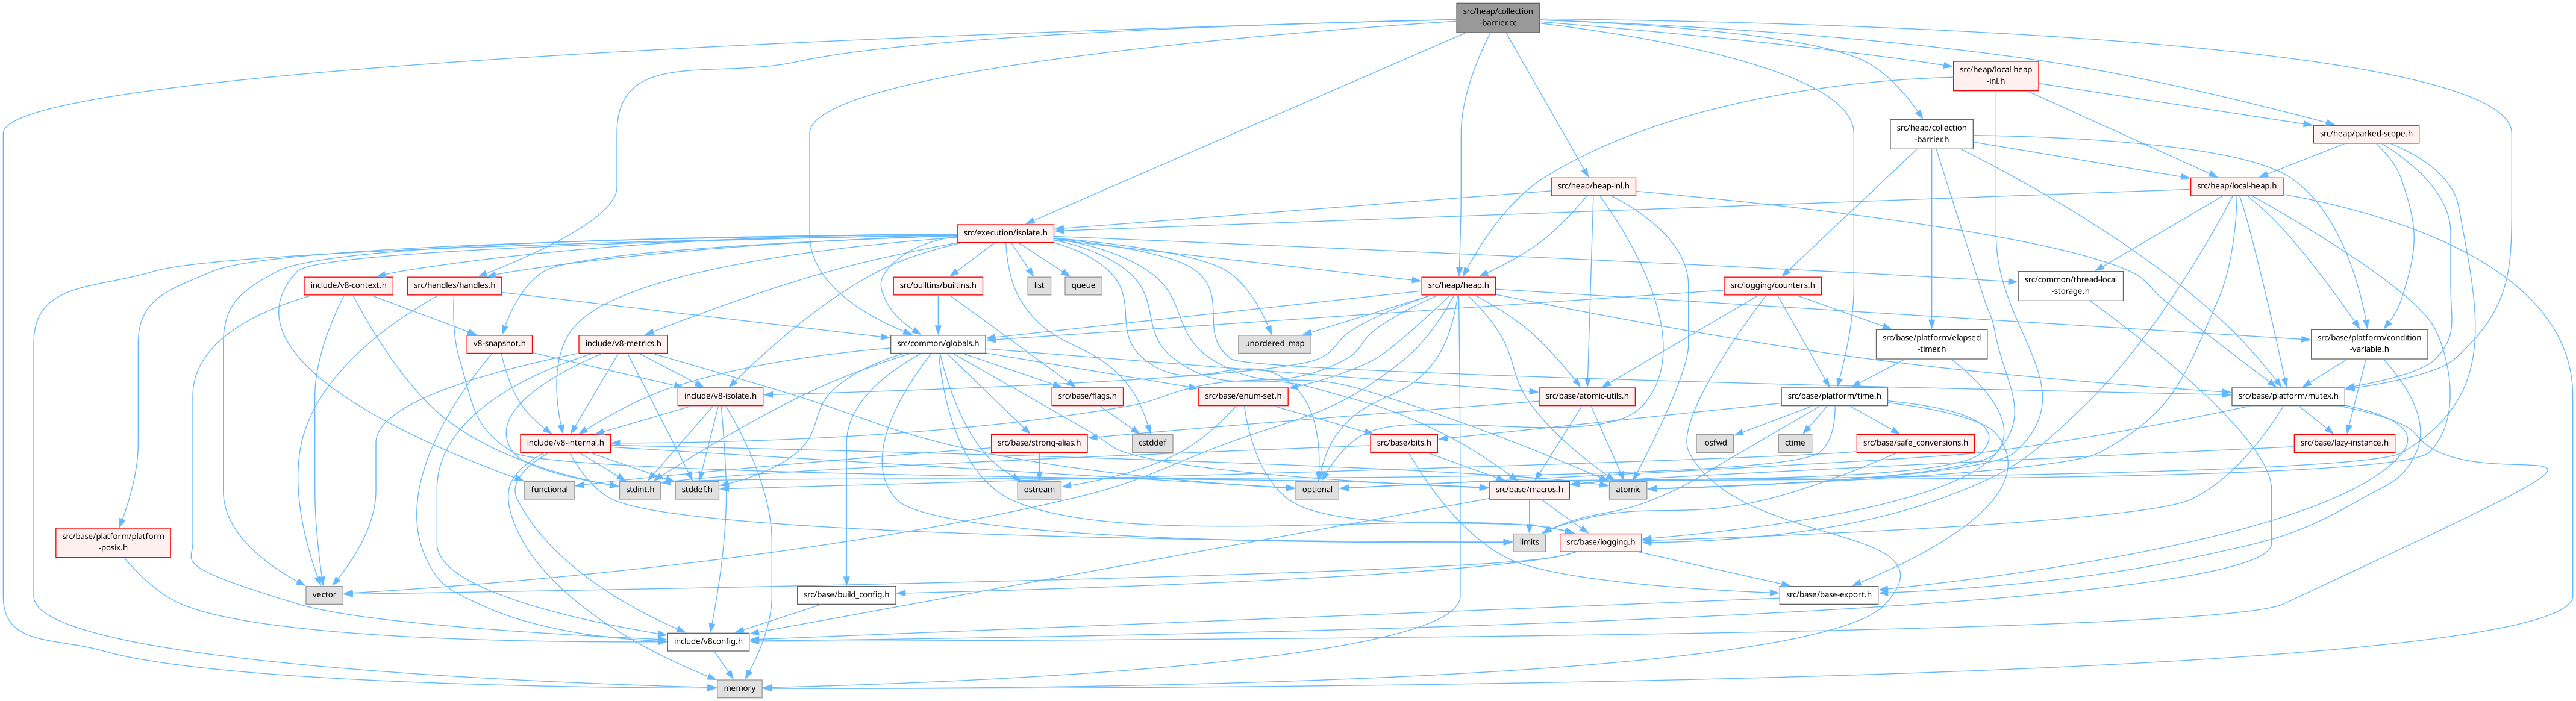 src/heap/collection
-barrier.cc
src/heap/local-heap
-inl.h
src/heap/collection
-barrier.h
src/heap/parked-scope.h
src/heap/heap-inl.h
src/heap/local-heap.h
src/execution/isolate.h
include/v8-context.h
src/handles/handles.h
src/builtins/builtins.h
list
queue
src/heap/heap.h
src/logging/counters.h
src/common/thread-local
-storage.h
v8-snapshot.h
include/v8-metrics.h
src/common/globals.h
unordered_map
src/base/platform/elapsed
-timer.h
src/base/platform/condition
-variable.h
include/v8-isolate.h
src/base/flags.h
src/base/enum-set.h
src/base/atomic-utils.h
src/base/platform/time.h
src/base/platform/mutex.h
include/v8-internal.h
src/base/strong-alias.h
cstddef
src/base/bits.h
iosfwd
ctime
src/base/safe_conversions.h
src/base/lazy-instance.h
functional
stdint.h
stddef.h
ostream
optional
src/base/macros.h
atomic
src/base/platform/platform
-posix.h
limits
src/base/logging.h
vector
src/base/build_config.h
src/base/base-export.h
include/v8config.h
memory